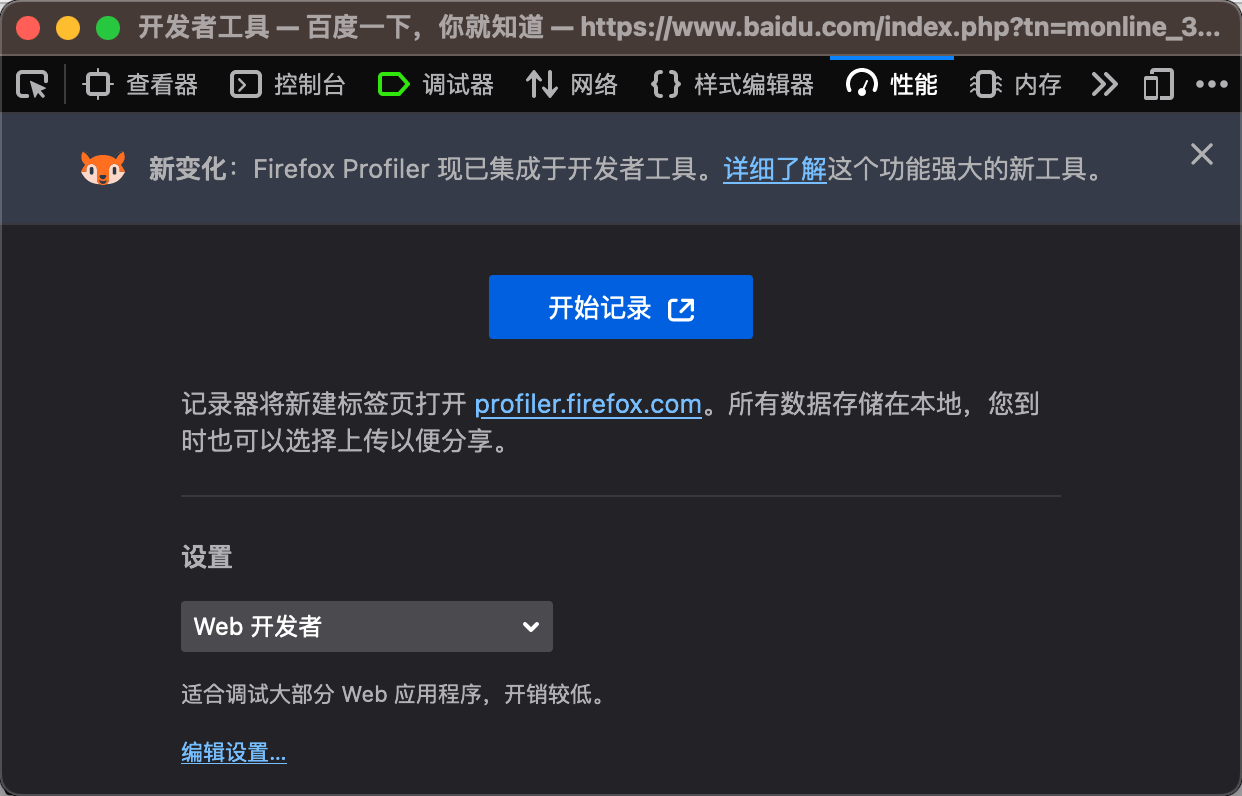 开发者工具 — 百度一下，你就知道 — https://www.baidu.com/index.php?tn=monline_3...
查看器 控制台 调试器 网络 样式编辑器 性能 内存
新变化：Firefox Profiler 现已集成于开发者工具。详细了解这个功能强大的新工具。
开始记录
记录器将新建标签页打开 profiler.firefox.com。所有数据存储在本地，您到
时也可以选择上传以便分享。
设置
Web 开发者
适合调试大部分 Web 应用程序，开销较低。
编辑设置…